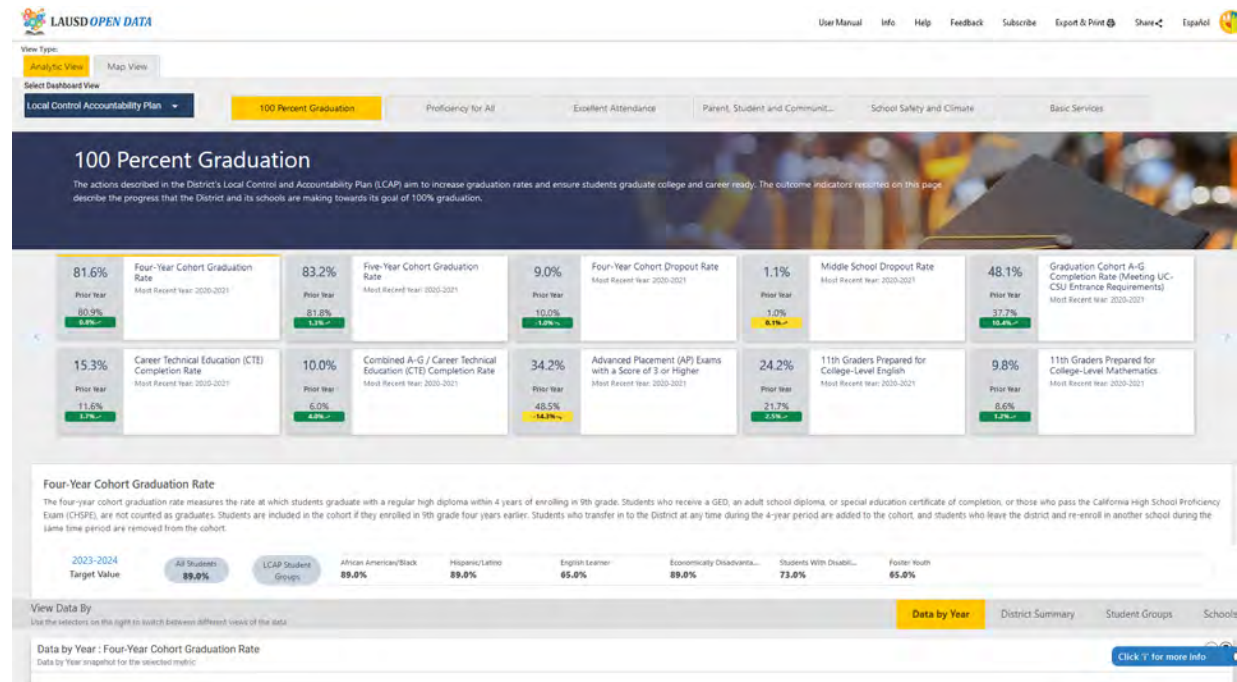 LAUSD OPEN DATA
User Manual Info Help Feedback Subscribe Export & Print Share Español
View Type:
Analytic View Map View
Select Dashboard View
Local Control Accountability Plan
100 Percent Graduation Proficiency for All Excellent Attendance Parent, Student and Communit... School Safety and Climate Basic Services
100 Percent Graduation
The actions described in the District's Local Control and Accountability Plan (LCAP) aim to increase graduation rates and ensure students graduate college and career ready. The outcome indicators reported on this page
describe the progress that the District and its schools are making towards its goal of 100% graduation.
81.6%
Prior Year
80.9%
0.8%
Four-Year Cohort Graduation
Rate
Most Recent Year: 2020-2021
83.2%
Prior Year
81.8%
1.3%
Five-Year Cohort Graduation
Rate
Most Recent Year: 2020-2021
9.0%
Prior Year
10.0%
-1.0%
Four-Year Cohort Dropout Rate
Most Recent Year: 2020-2021
1.1%
Prior Year
1.0%
0.1%
Middle School Dropout Rate
Most Recent Year: 2020-2021
48.1%
Prior Year
37.7%
10.4%
Graduation Cohort A-G
Completion Rate (Meeting UC-
CSU Entrance Requirements)
Most Recent Year: 2020-2021
15.3%
Prior Year
11.6%
3.7%
Career Technical Education (CTE)
Completion Rate
Most Recent Year: 2020-2021
10.0%
Prior Year
6.0%
4.0%
Combined A-G / Career Technical
Education (CTE) Completion Rate
Most Recent Year: 2020-2021
34.2%
Prior Year
48.5%
-14.3%
Advanced Placement (AP) Exams
with a Score of 3 or Higher
Most Recent Year: 2020-2021
24.2%
Prior Year
21.7%
2.5%
11th Graders Prepared for
College-Level English
Most Recent Year: 2020-2021
9.8%
Prior Year
8.6%
1.2%
11th Graders Prepared for
College-Level Mathematics
Most Recent Year: 2020-2021
Four-Year Cohort Graduation Rate
The four-year cohort graduation rate measures the rate at which students graduate with a regular high diploma within 4 years of enrolling in 9th grade. Students who receive a GED, an adult school diploma, or special education certificate of completion, or those who pass the California High School Proficiency
Exam (CHSPE), are not counted as graduates. Students are included in the cohort if they enrolled in 9th grade four years earlier. Students who transfer in to the District at any time during the 4-year period are added to the cohort, and students who leave the district and re-enroll in another school during the
same time period are removed from the cohort.
2023-2024
Target Value
All Students
89.0%
LCAP Student
Groups
African American/Black
89.0%
Hispanic/Latino
89.0%
English Learner
65.0%
Economically Disadvanta...
89.0%
Students With Disabili...
73.0%
Foster Youth
65.0%
View Data By
Use the selectors on the right to switch between different views of the data
Data by Year District Summary Student Groups Schools
Data by Year : Four-Year Cohort Graduation Rate
Data by Year snapshot for the selected metric
Click 'i' for more Info